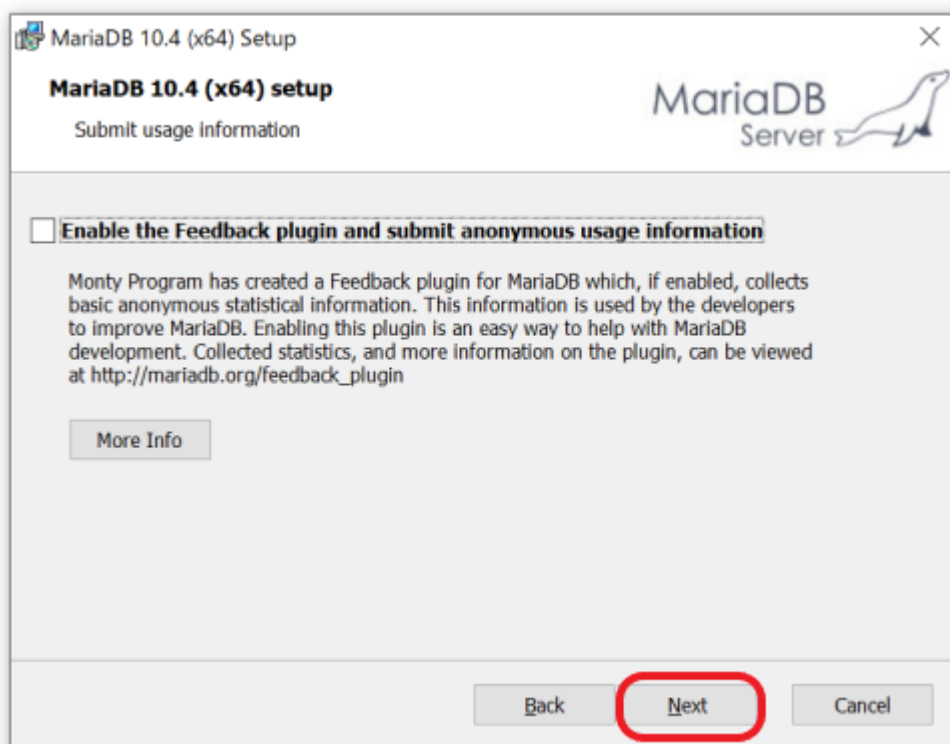 MariaDB 10.4 (x64) Setup
MariaDB 10.4 (x64) setup
Submit usage information
MariaDB
Server
Enable the Feedback plugin and submit anonymous usage information
Monty Program has created a Feedback plugin for MariaDB which, if enabled, collects
basic anonymous statistical information. This information is used by the developers
to improve MariaDB. Enabling this plugin is an easy way to help with MariaDB
development. Collected statistics, and more information on the plugin, can be viewed
at http://mariadb.org/feedback_plugin
More Info
Back Next Cancel